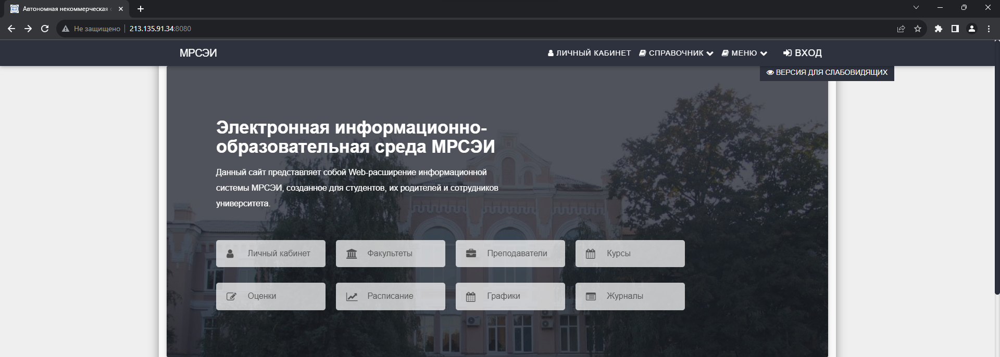 Автономная некоммерческая
Не защищено
213.135.91.34:8080
МРСЭИ
ЛИЧНЫЙ КАБИНЕТ
СПРАВОЧНИК
МЕНЮ
ВХОД
ВЕРСИЯ ДЛЯ СЛАБОВИДЯЩИХ
Электронная информационно-
образовательная среда МРСЭИ
Данный сайт представляет собой Web-расширение информационной
системы МРСЭИ, созданное для студентов, их родителей и сотрудников
университета.
Личный кабинет
Факультеты
Преподаватели
Курсы
Оценки
Расписание
Графики
Журналы